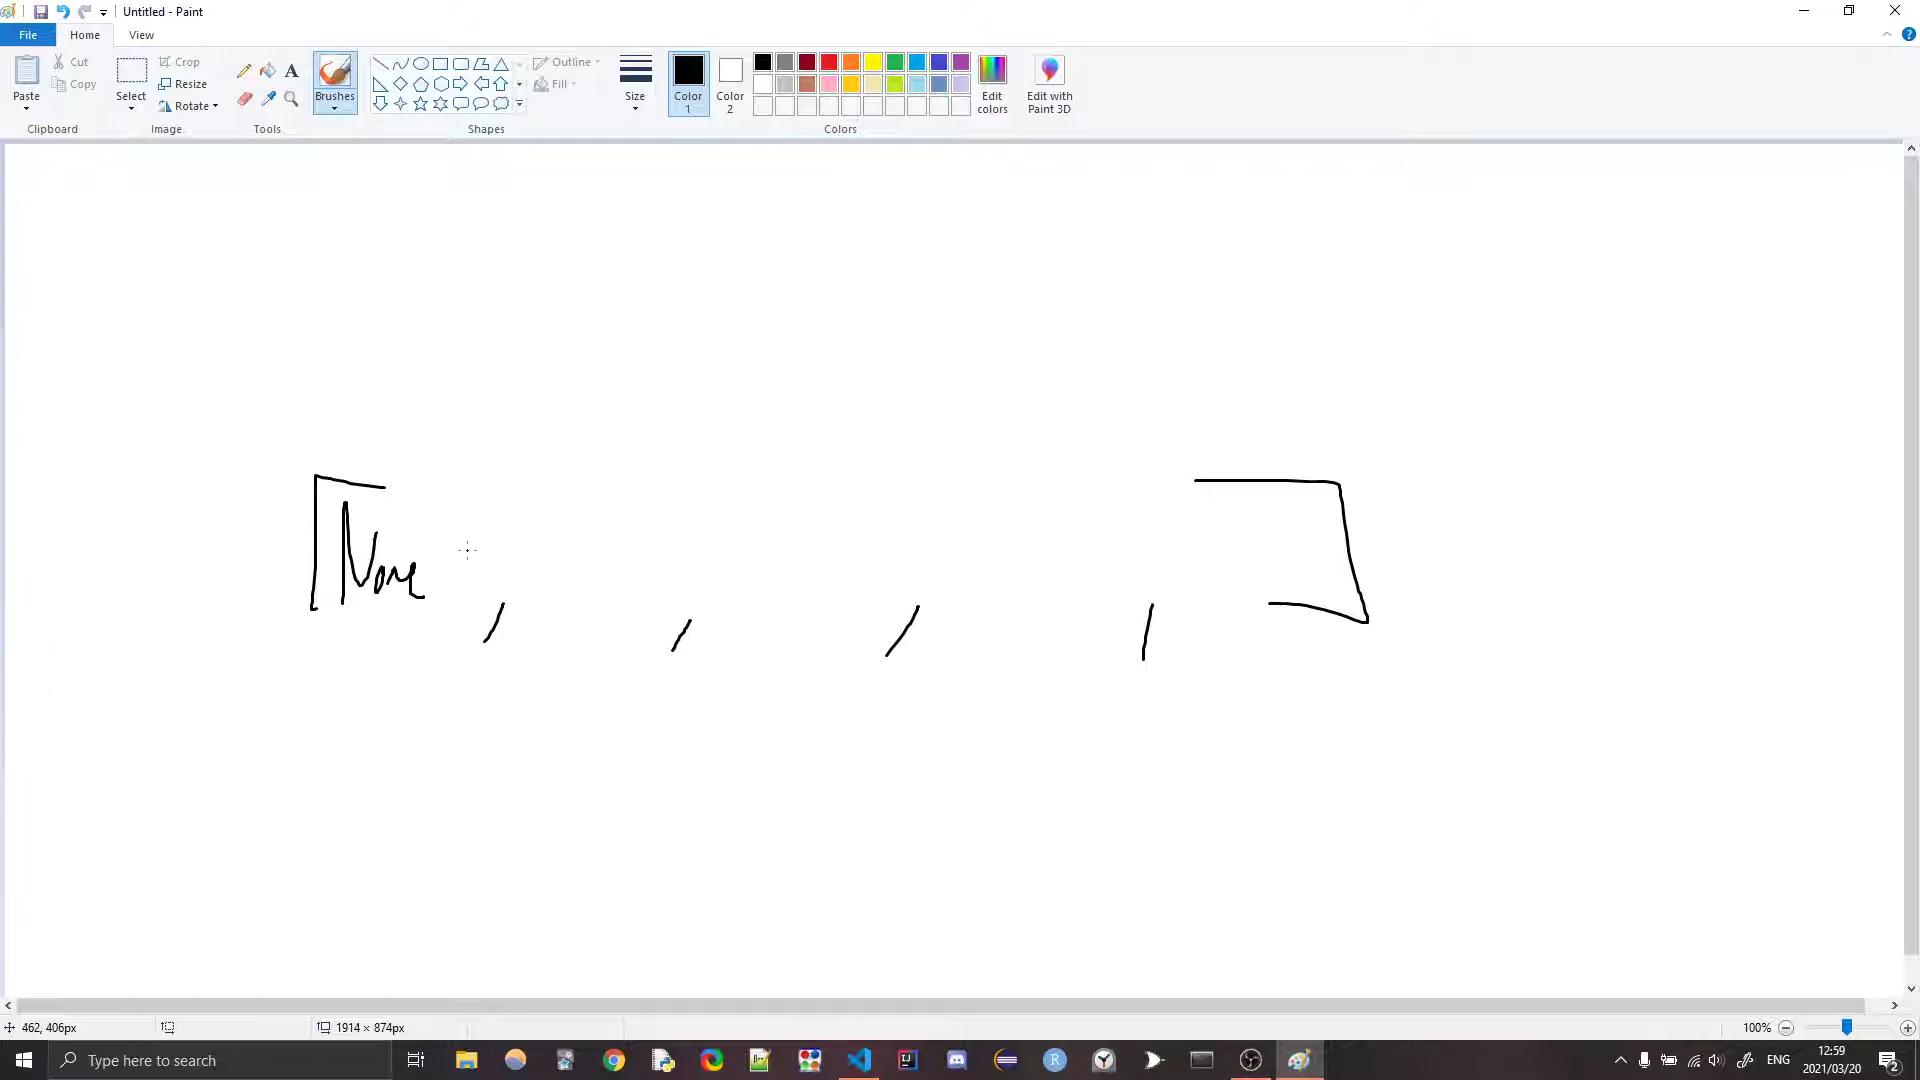 Untitled - Paint
File Home View
Cut
Copy
Paste
Clipboard
Crop
Resize
Rotate
Select
Image
Tools
Brushes
Outline
Fill
Shapes
Size
Color 1
Color 2
Edit colors
Edit with Paint 3D
Colors
[ None , , , , ]
462, 406px
1914 × 874px
100%
Type here to search
R
ENG
12:59
2021/03/20
2